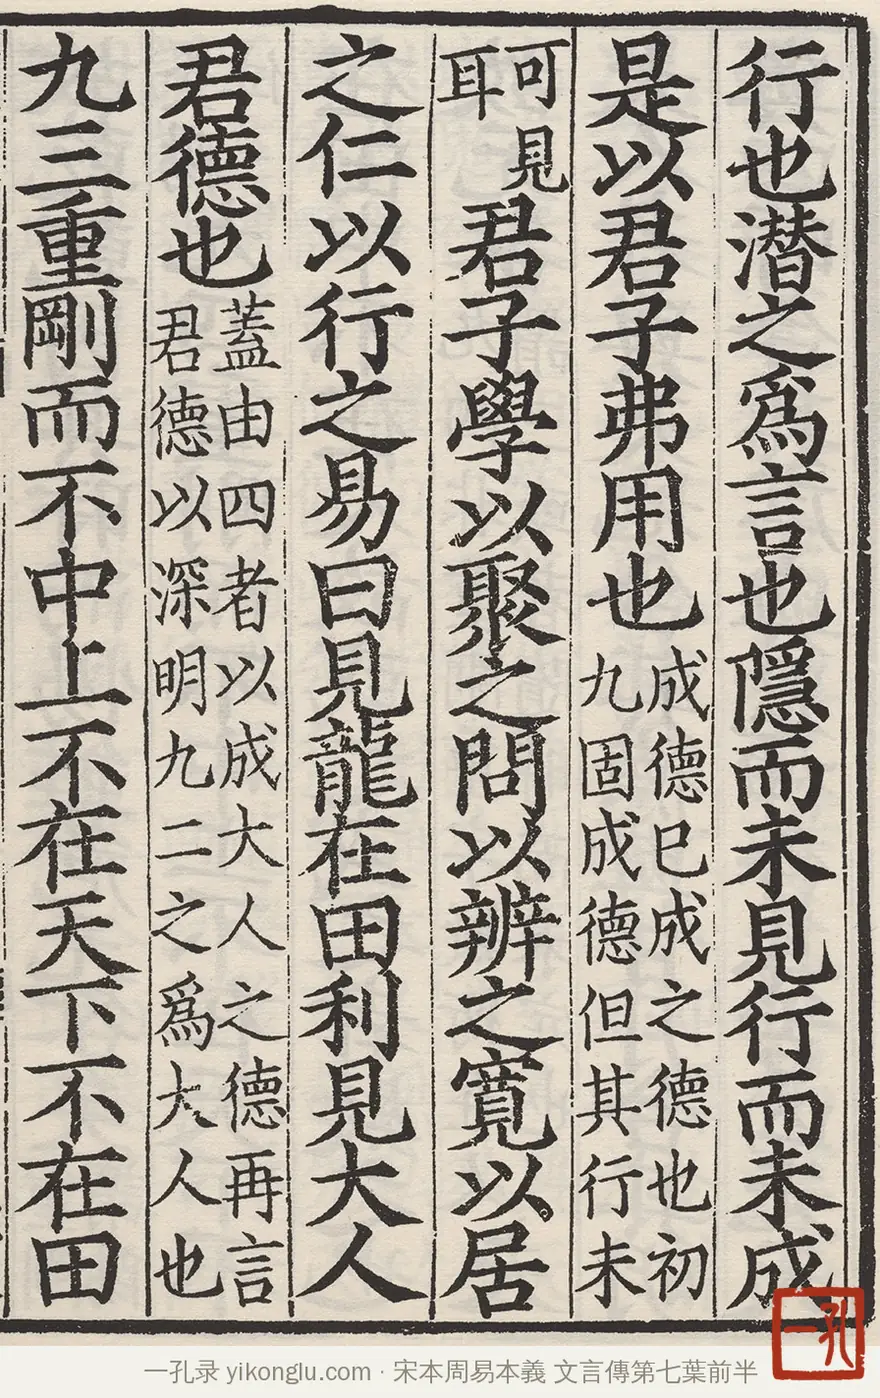 行也潜之爲言也隱而未見行而未成
是以君子弗用也成德已成之德也初九固成德但其行未
可見耳君子學以聚之問以辨之寬以居
之仁以行之易曰見龍在田利見大人
君德也蓋由四者以成大人之德再言君德以深明九二之爲大人也
九三重剛而不中上不在天下不在田
一孔
一孔录 yikonglu.com · 宋本周易本義 文言傳第七葉前半